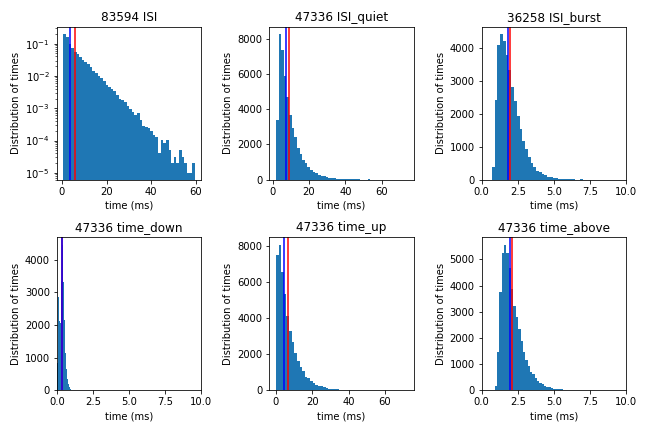 83594 ISI
47336 ISI_quiet
36258 ISI_burst
Distribution of times
10⁻¹
10⁻²
10⁻³
10⁻⁴
10⁻⁵
0 20 40 60
time (ms)
Distribution of times
8000
6000
4000
2000
0
0 20 40 60
time (ms)
Distribution of times
4000
3000
2000
1000
0
0.0 2.5 5.0 7.5 10.0
time (ms)
47336 time_down
47336 time_up
47336 time_above
Distribution of times
4000
3000
2000
1000
0
0.0 2.5 5.0 7.5 10.0
time (ms)
Distribution of times
8000
6000
4000
2000
0
0 20 40 60
time (ms)
Distribution of times
5000
4000
3000
2000
1000
0
0.0 2.5 5.0 7.5 10.0
time (ms)